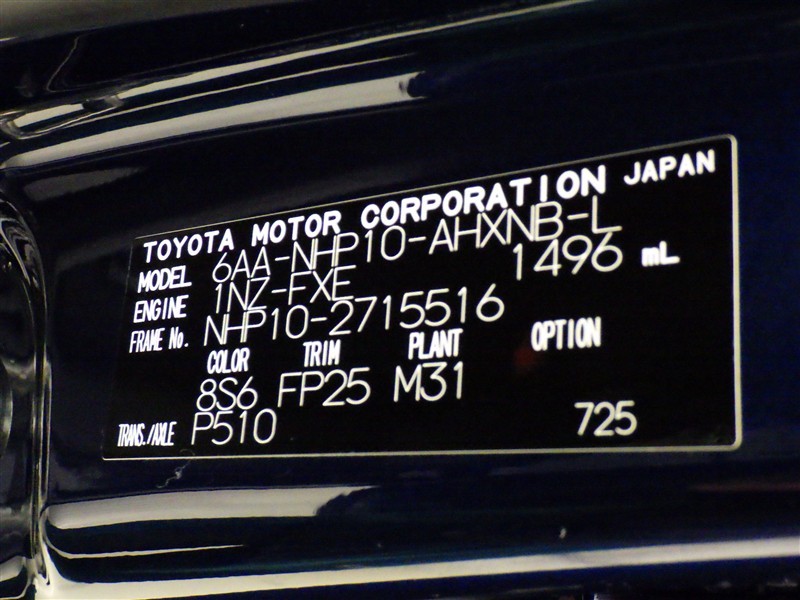 TOYOTA MOTOR CORPORATION JAPAN
MODEL 6AA-NHP10-AHXNB-L
ENGINE 1NZ-FXE 1496 mL
FRAME No. NHP10-2715516
COLOR TRIM PLANT OPTION
8S6 FP25 M31
TRANS./AXLE P510 725